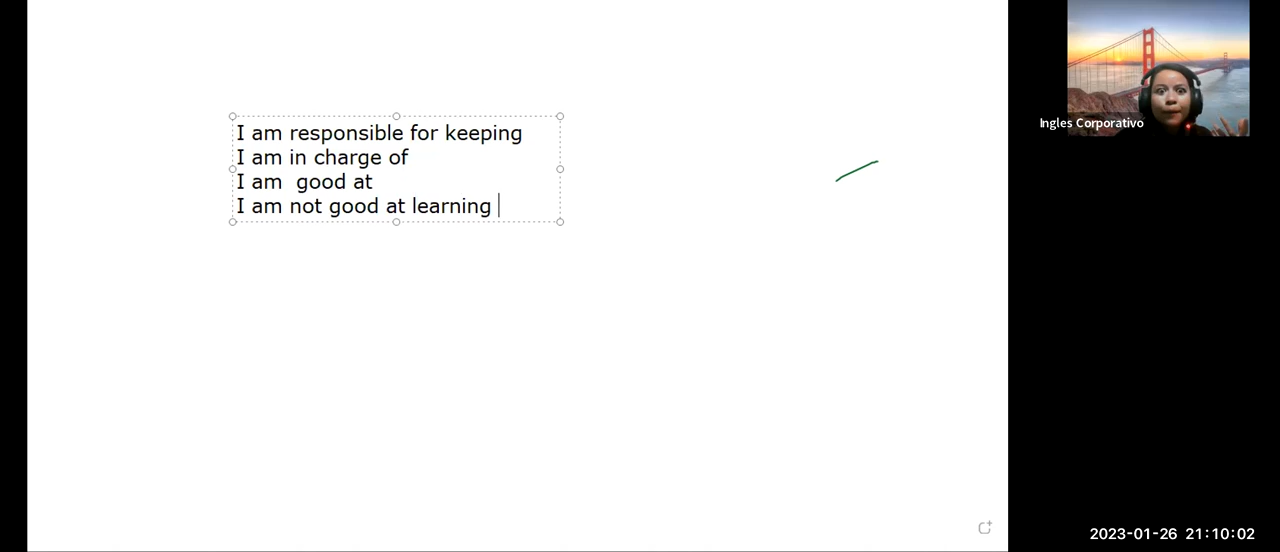 I am responsible for keeping
I am in charge of
I am  good at
I am not good at learning
Ingles Corporativo
2023-01-26 21:10:02